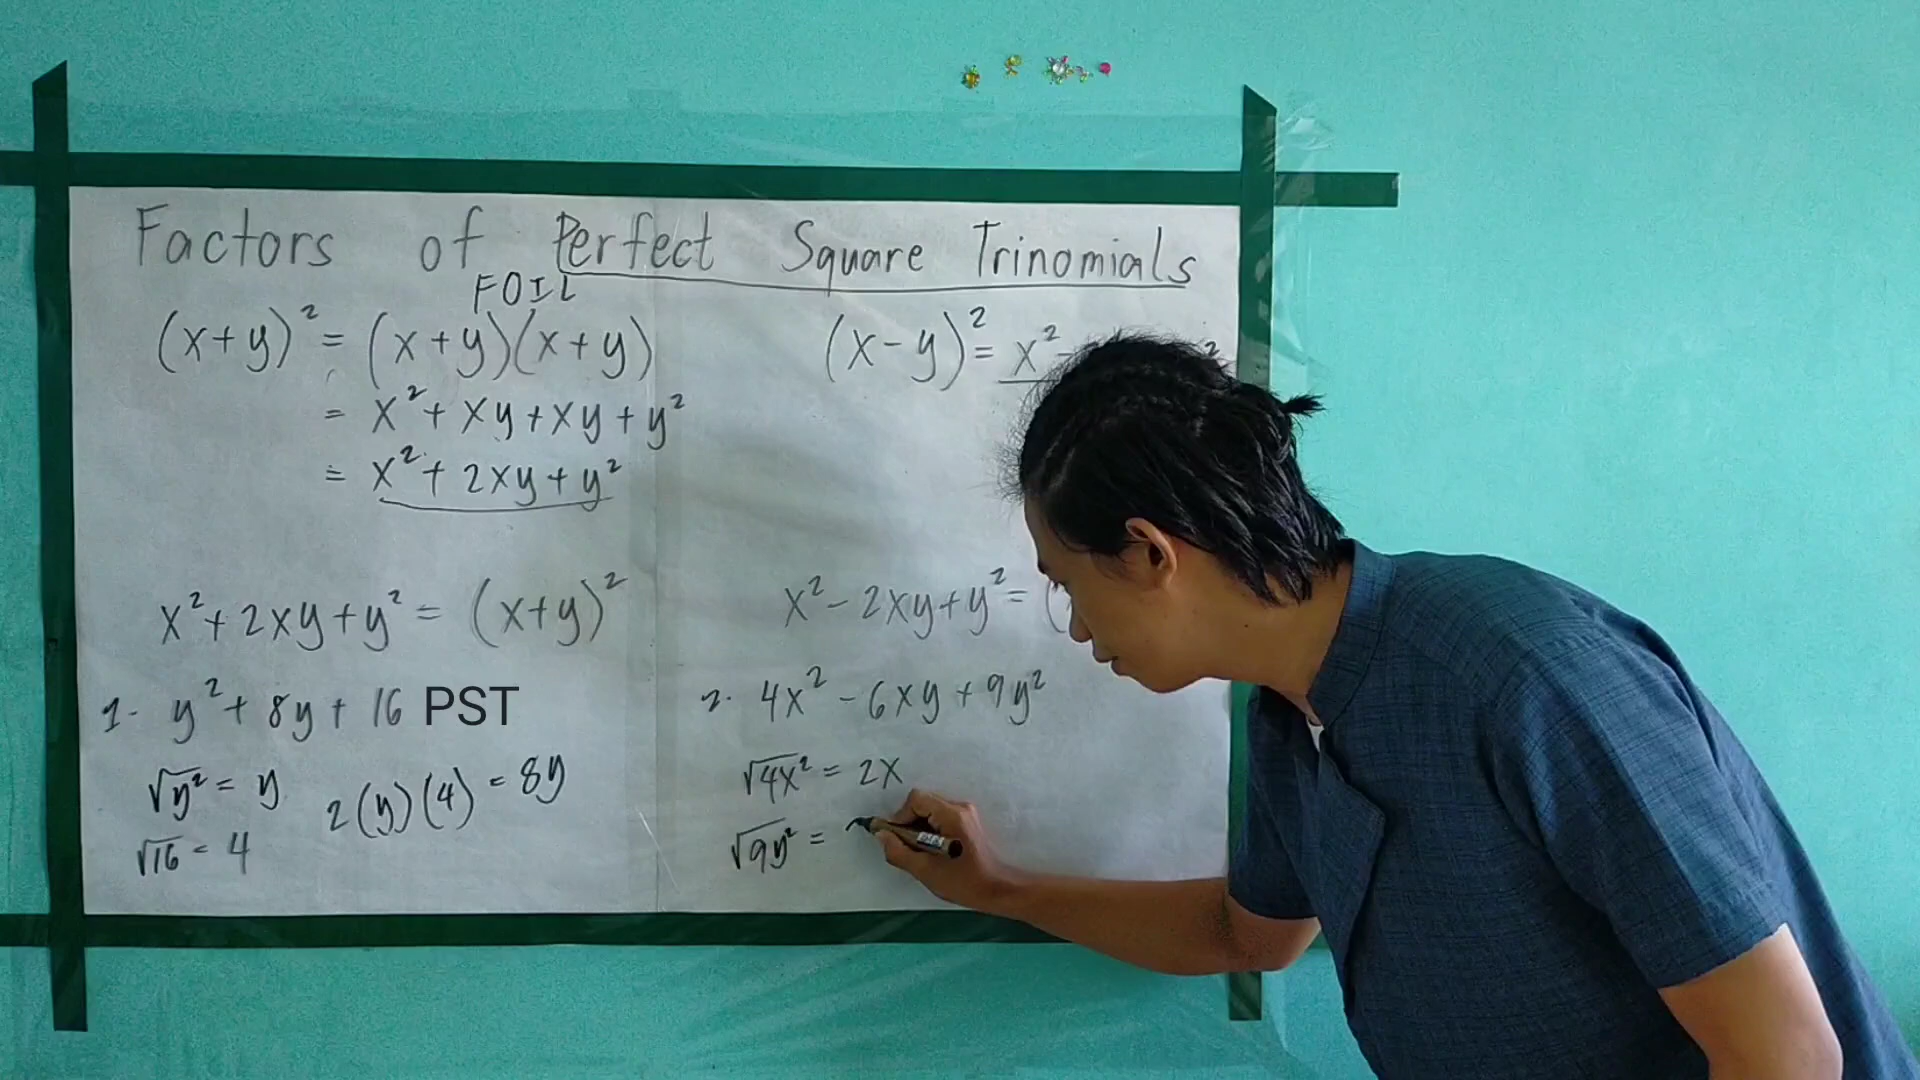 Factors of Perfect Square Trinomials
FOIL
(x+y)² = (x+y)(x+y)
= x² + xy + xy + y²
= x² + 2xy + y²
(x-y)² = x² - ²
x² + 2xy + y² = (x+y)²
x² - 2xy + y² = (
1. y² + 8y + 16 PST
√y² = y
2(y)(4) = 8y
√16 = 4
2. 4x² - 6xy + 9y²
√4x² = 2x
√9y² =